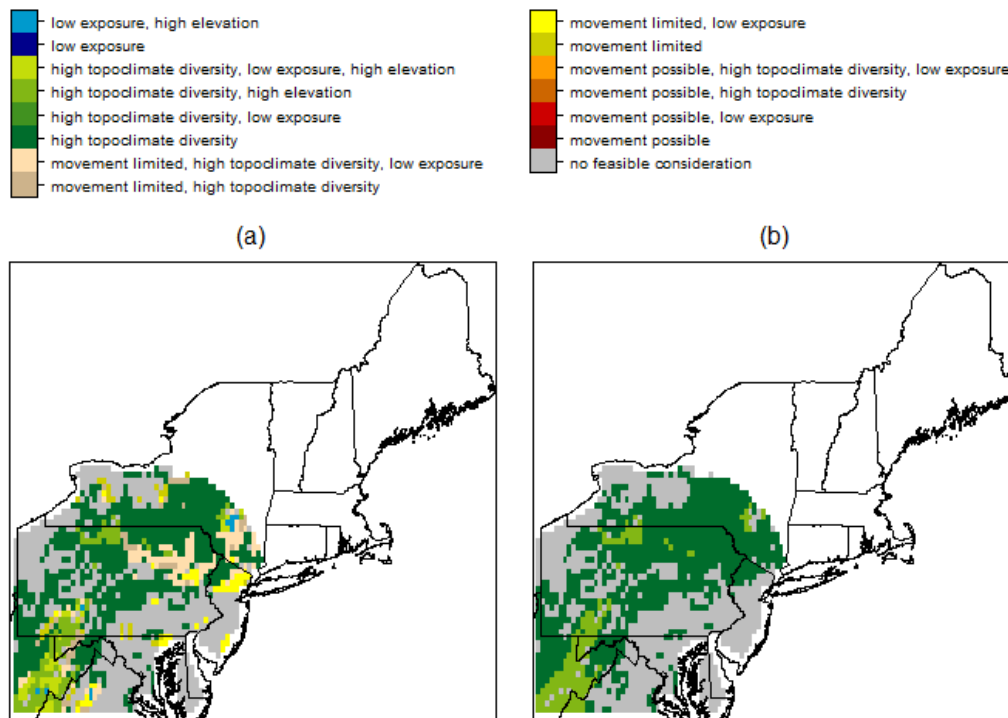 low exposure, high elevation
low exposure
high topoclimate diversity, low exposure, high elevation
high topoclimate diversity, high elevation
high topoclimate diversity, low exposure
high topoclimate diversity
movement limited, high topoclimate diversity, low exposure
movement limited, high topoclimate diversity
movement limited, low exposure
movement limited
movement possible, high topoclimate diversity, low exposure
movement possible, high topoclimate diversity
movement possible, low exposure
movement possible
no feasible consideration
(a)
(b)